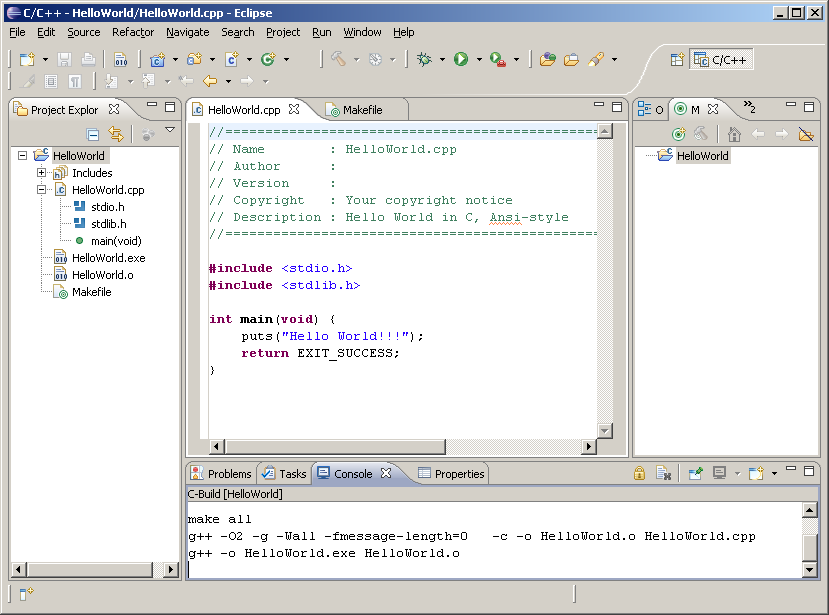 C/C++ - HelloWorld/HelloWorld.cpp - Eclipse
File Edit Source Refactor Navigate Search Project Run Window Help
C/C++
Project Explor
HelloWorld
Includes
HelloWorld.cpp
stdio.h
stdlib.h
main(void)
HelloWorld.exe
HelloWorld.o
Makefile
HelloWorld.cpp Makefile
//===============================================
// Name : HelloWorld.cpp
// Author :
// Version :
// Copyright : Your copyright notice
// Description : Hello World in C, Ansi-style
//===============================================
#include <stdio.h>
#include <stdlib.h>
int main(void) {
puts("Hello World!!!");
return EXIT_SUCCESS;
}
O M »2
HelloWorld
Problems Tasks Console Properties
C-Build [HelloWorld]
make all
g++ -O2 -g -Wall -fmessage-length=0 -c -o HelloWorld.o HelloWorld.cpp
g++ -o HelloWorld.exe HelloWorld.o